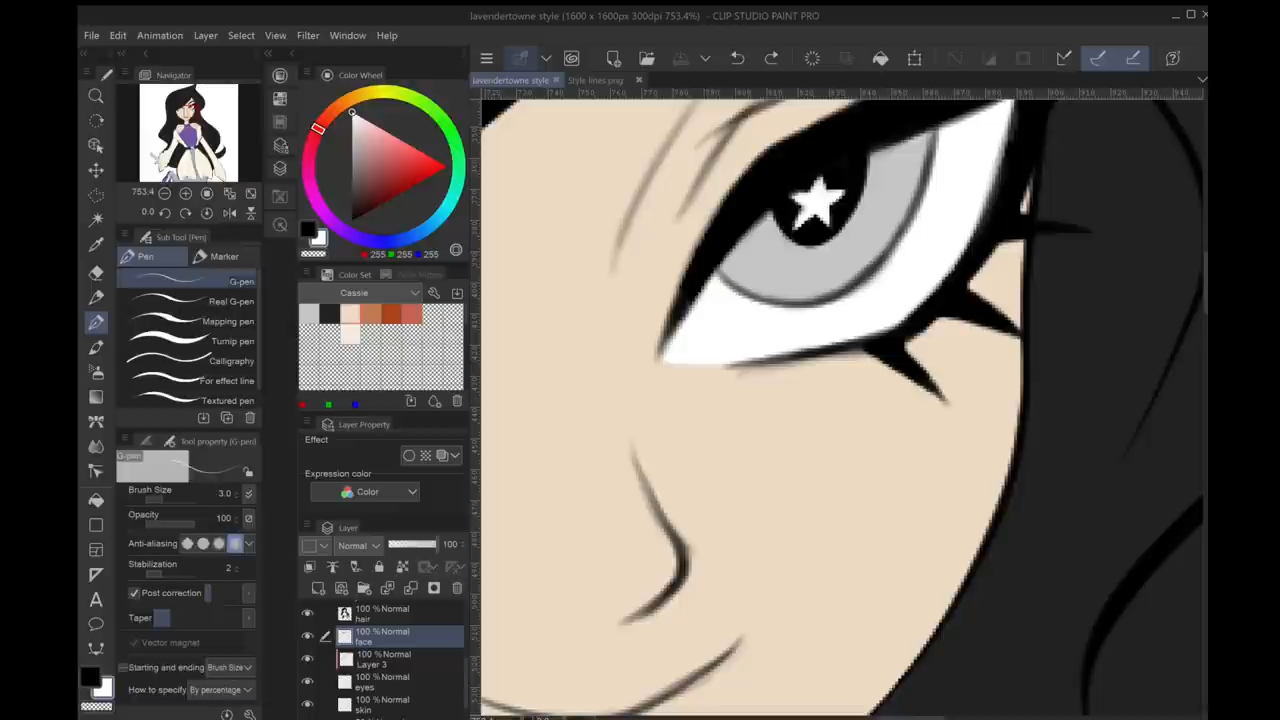 lavendertowne style (1600 x 1600px 300dpi 753.4%) - CLIP STUDIO PAINT PRO
File Edit Animation Layer Select View Filter Window Help
Navigator
Color Wheel
lavendertowne style
Style lines.png
753.4
0.0
Sub Tool [Pen]
Pen
Marker
G-pen
Real G-pen
Mapping pen
Turnip pen
Calligraphy
For effect line
Textured pen
255 255 255
Color Set
Cassie
Tool property [G-pen]
G-pen
Brush Size 3.0
Opacity 100
Anti-aliasing
Stabilization
2
Post correction
Taper
Vector magnet
Starting and ending Brush Size
How to specify By percentage
Layer Property
Effect
Expression color
Color
Layer
Normal 100
100 % Normal
hair
100 % Normal
face
100 % Normal
Layer 3
100 % Normal
eyes
100 % Normal
skin